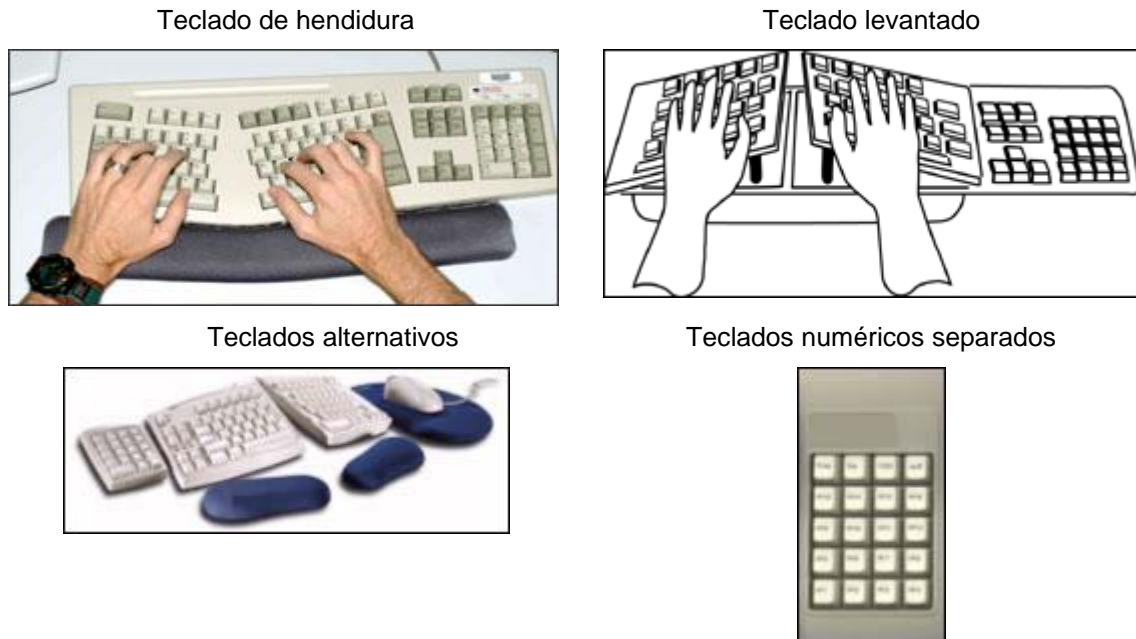 Teclado de hendidura
Teclado levantado
Teclados alternativos
Teclados numéricos separados